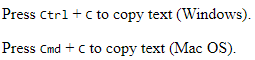 Press Ctrl + C to copy text (Windows).
Press Cmd + C to copy text (Mac OS).